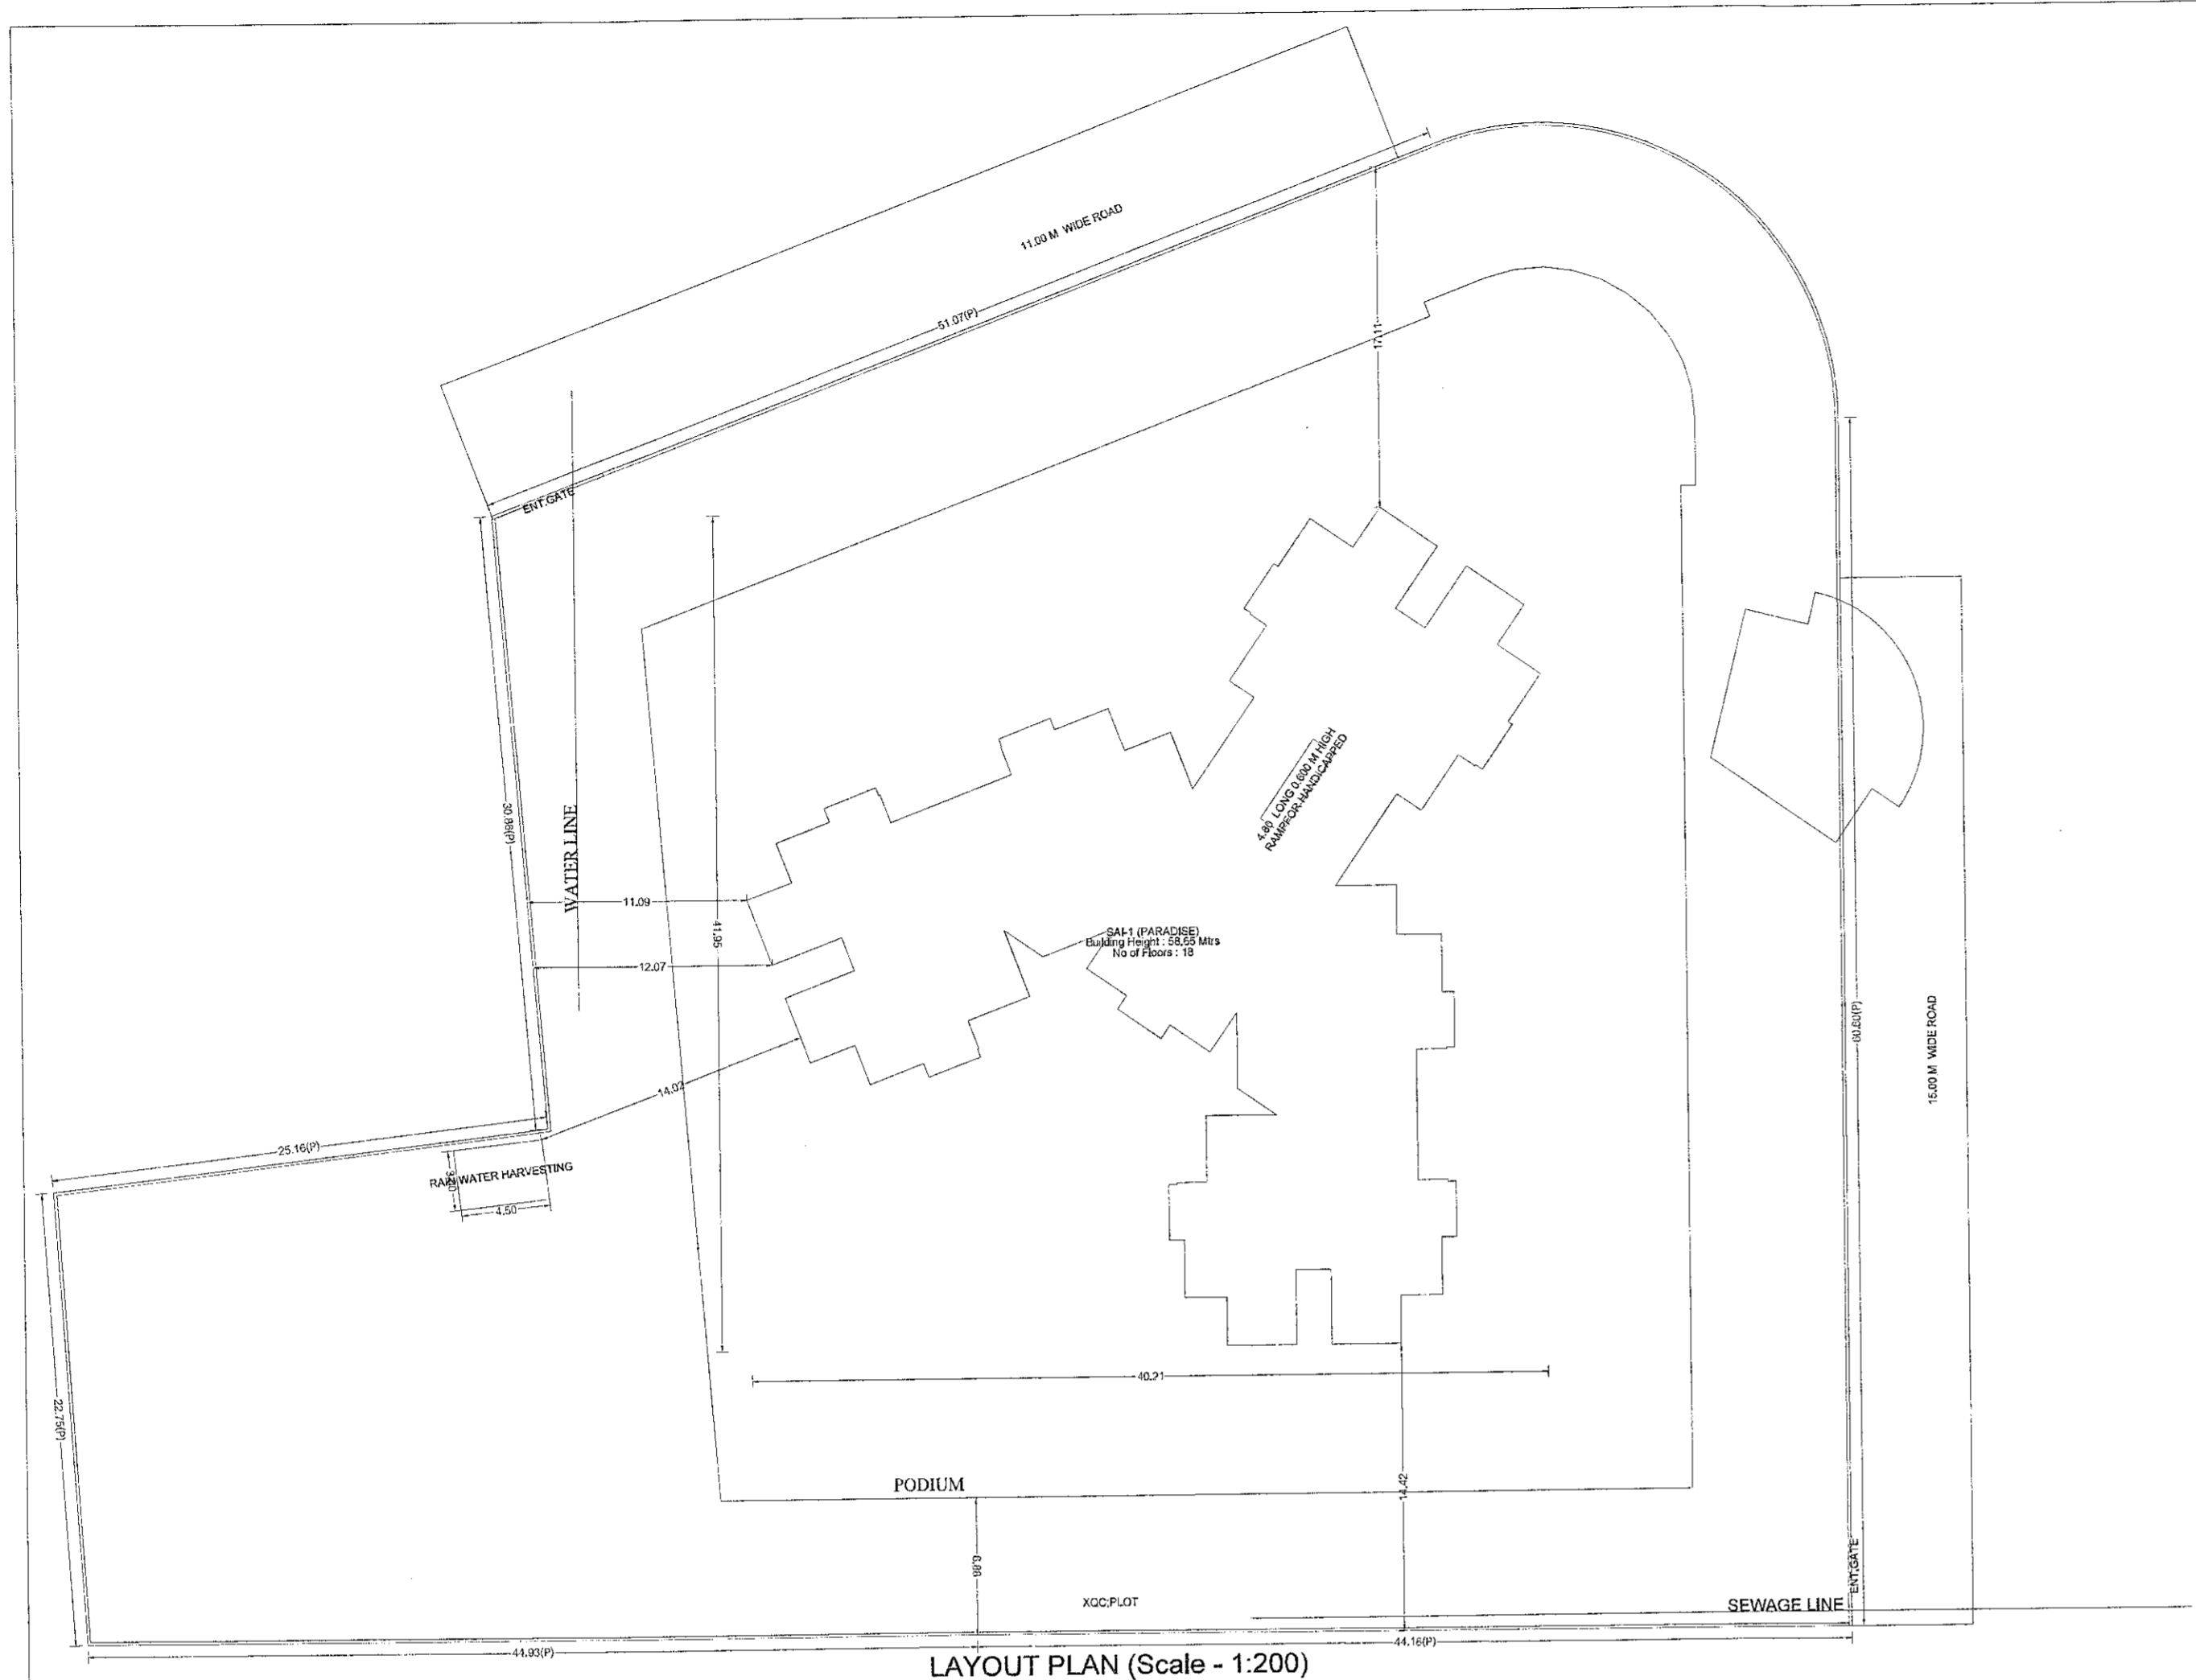 11.00 M WIDE ROAD
51.07(P)
17.11
ENT.GATE
30.88(P)
WATER LINE
11.09
41.95
12.07
4.80 LONG 0.600 M HIGH
RAMP FOR HANDICAPPED
SAI-1 (PARADISE)
Building Height : 58.65 Mtrs
No of Floors : 18
60.60(P)
15.00 M WIDE ROAD
14.02
25.16(P)
RAIN WATER HARVESTING
4.50
40.21
22.75(P)
PODIUM
14.42
6.88
XQC;PLOT
ENT.GATE
SEWAGE LINE
44.93(P)
44.16(P)
LAYOUT PLAN (Scale - 1:200)